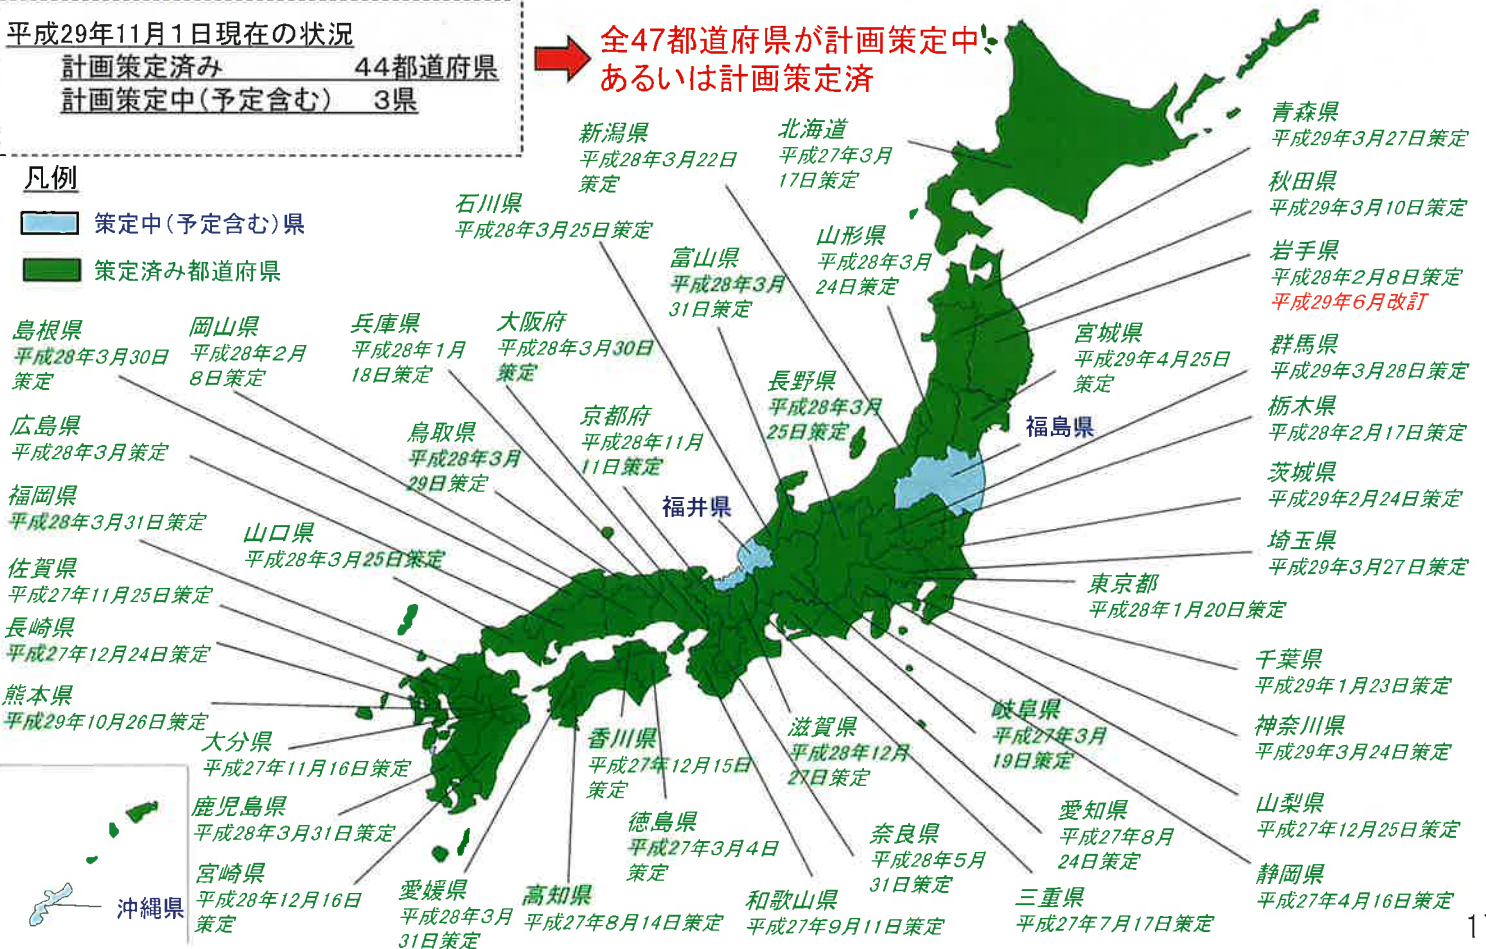 平成29年11月1日現在の状況
計画策定済み 44都道府県
計画策定中(予定含む) 3県
全47都道府県が計画策定中
あるいは計画策定済
凡例
策定中(予定含む)県
策定済み都道府県
北海道
平成27年3月
17日策定
新潟県
平成28年3月22日
策定
石川県
平成28年3月25日策定
富山県
平成28年3月
31日策定
山形県
平成28年3月
24日策定
青森県
平成29年3月27日策定
秋田県
平成29年3月10日策定
岩手県
平成28年2月8日策定
平成29年6月改訂
宮城県
平成29年4月25日
策定
群馬県
平成29年3月28日策定
栃木県
平成28年2月17日策定
福島県
茨城県
平成29年2月24日策定
埼玉県
平成29年3月27日策定
東京都
平成28年1月20日策定
千葉県
平成29年1月23日策定
神奈川県
平成29年3月24日策定
山梨県
平成27年12月25日策定
静岡県
平成27年4月16日策定
島根県
平成28年3月30日
策定
岡山県
平成28年2月
8日策定
兵庫県
平成28年1月
18日策定
大阪府
平成28年3月30日
策定
長野県
平成28年3月
25日策定
広島県
平成28年3月策定
鳥取県
平成28年3月
29日策定
京都府
平成28年11月
11日策定
福井県
福岡県
平成28年3月31日策定
山口県
平成28年3月25日策定
佐賀県
平成27年11月25日策定
長崎県
平成27年12月24日策定
熊本県
平成29年10月26日策定
大分県
平成27年11月16日策定
鹿児島県
平成28年3月31日策定
宮崎県
平成28年12月16日
策定
沖縄県
愛媛県
平成28年3月
31日策定
高知県
平成27年8月14日策定
香川県
平成27年12月15日
策定
徳島県
平成27年3月4日
策定
滋賀県
平成28年12月
27日策定
岐阜県
平成27年3月
19日策定
愛知県
平成27年8月
24日策定
奈良県
平成28年5月
31日策定
和歌山県
平成27年9月11日策定
三重県
平成27年7月17日策定